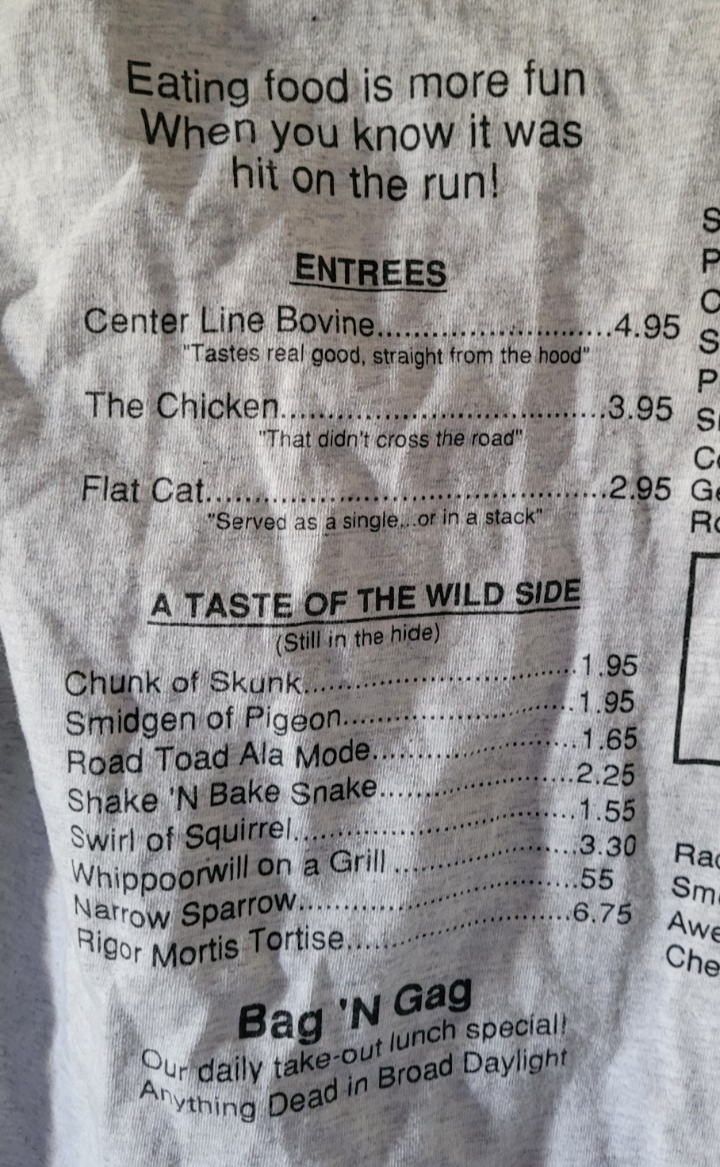 Eating food is more fun
When you know it was
hit on the run!
ENTREES
Center Line Bovine............................4.95
"Tastes real good, straight from the hood"
The Chicken.......................................3.95
"That didn't cross the road"
Flat Cat................................................2.95
"Served as a single...or in a stack"
A TASTE OF THE WILD SIDE
(Still in the hide)
Chunk of Skunk.................................1.95
Smidgen of Pigeon............................1.95
Road Toad Ala Mode.........................1.65
Shake 'N Bake Snake........................2.25
Swirl of Squirrel..................................1.55
Whippoorwill on a Grill ......................3.30
Narrow Sparrow.................................55
Rigor Mortis Tortise...........................6.75
Bag 'N Gag
Our daily take-out lunch special!
Anything Dead in Broad Daylight